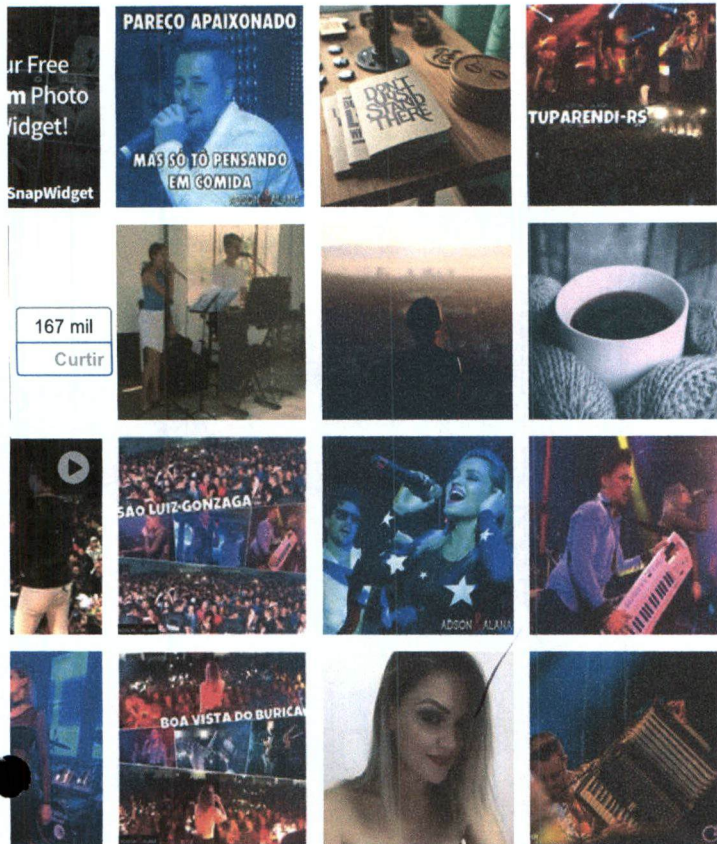 ur Free
m Photo
Widget!
SnapWidget
PAREÇO APAIXONADO
MAS SÓ TÔ PENSANDO
EM COMIDA
ADSON ALANA
DON'T
JUST
STAND
THERE
TUPARENDI-RS
167 mil
Curtir
SÃO LUIZ GONZAGA
ADSON ALANA
BOA VISTA DO BURICA